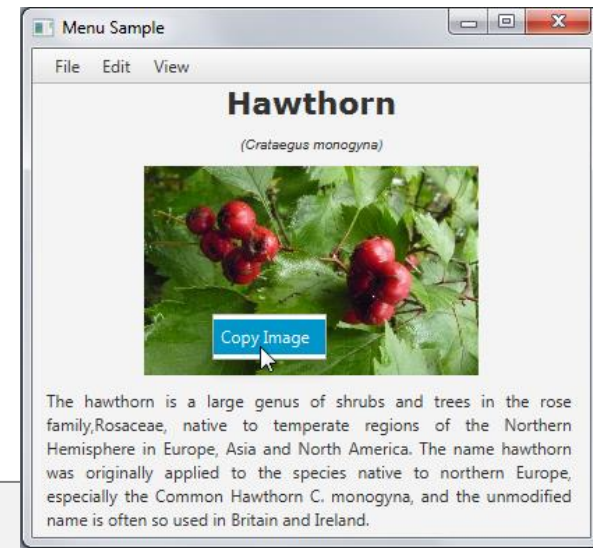 Menu Sample
File Edit View
Hawthorn
(Crataegus monogyna)
Copy Image
The hawthorn is a large genus of shrubs and trees in the rose
family,Rosaceae, native to temperate regions of the Northern
Hemisphere in Europe, Asia and North America. The name hawthorn
was originally applied to the species native to northern Europe,
especially the Common Hawthorn C. monogyna, and the unmodified
name is often so used in Britain and Ireland.